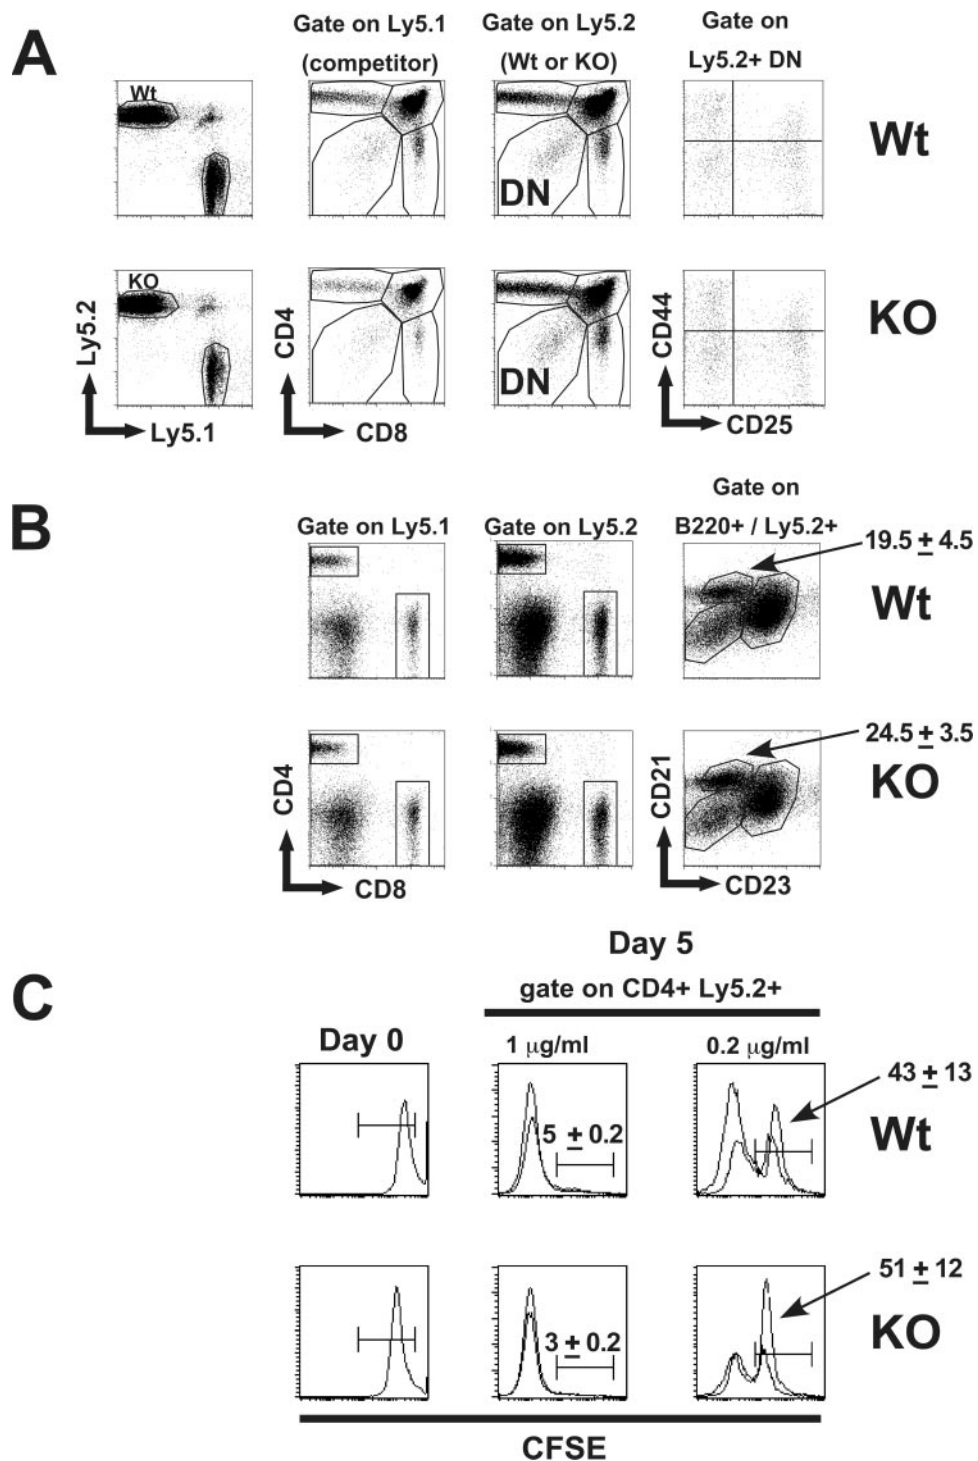 A
Gate on Ly5.1
(competitor)
Gate on Ly5.2
(Wt or KO)
Gate on
Ly5.2+ DN
Wt
DN
Wt
KO
DN
KO
Ly5.2
Ly5.1
CD4
CD8
CD44
CD25
B
Gate on Ly5.1
Gate on Ly5.2
Gate on
B220+ / Ly5.2+
19.5 ± 4.5
Wt
24.5 ± 3.5
KO
CD4
CD8
CD21
CD23
C
Day 5
gate on CD4+ Ly5.2+
Day 0
1 μg/ml
0.2 μg/ml
5 ± 0.2
43 ± 13
Wt
3 ± 0.2
51 ± 12
KO
CFSE